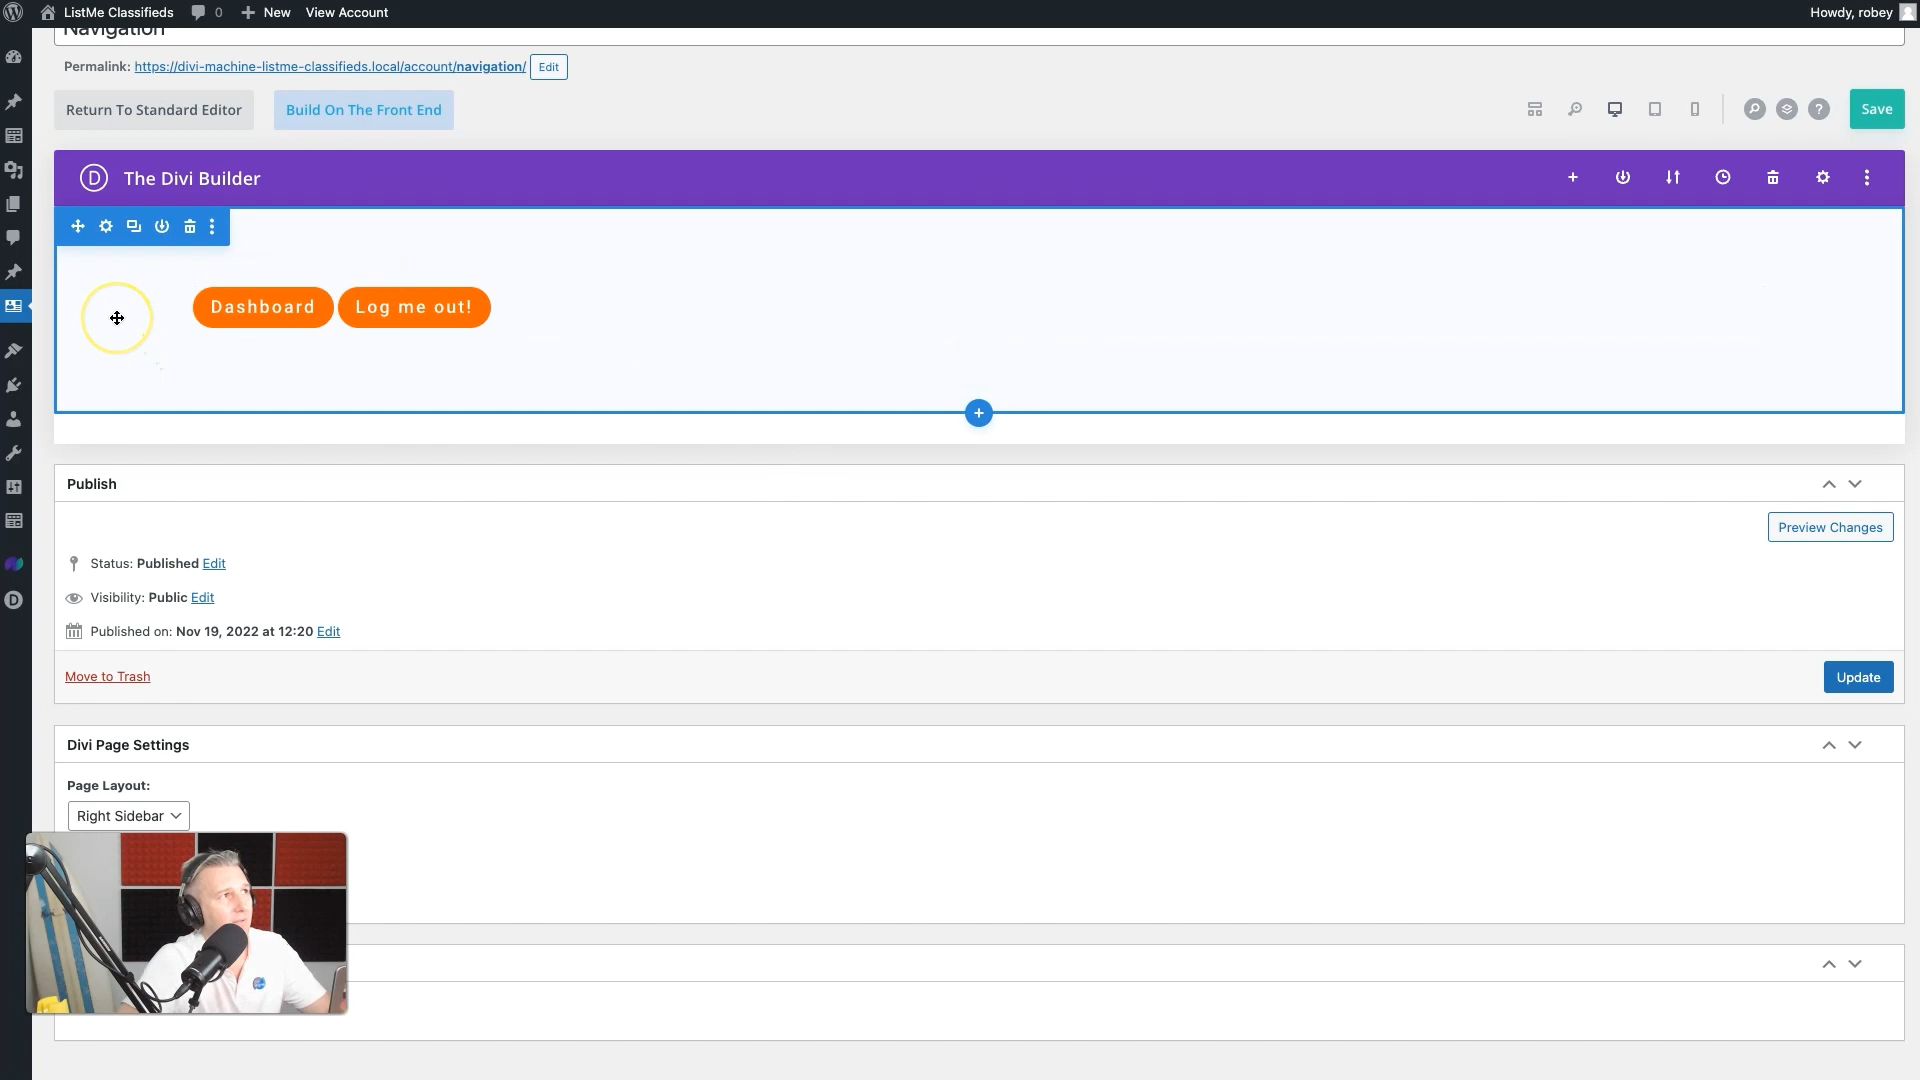 ListMe Classifieds 0 New View Account Howdy, robey
Navigation
Permalink: https://divi-machine-listme-classifieds.local/account/navigation/ Edit
Return To Standard Editor Build On The Front End ? Save
D The Divi Builder
Dashboard Log me out!
Publish
Preview Changes
Status: Published Edit
Visibility: Public Edit
Published on: Nov 19, 2022 at 12:20 Edit
Move to Trash Update
Divi Page Settings
Page Layout:
Right Sidebar